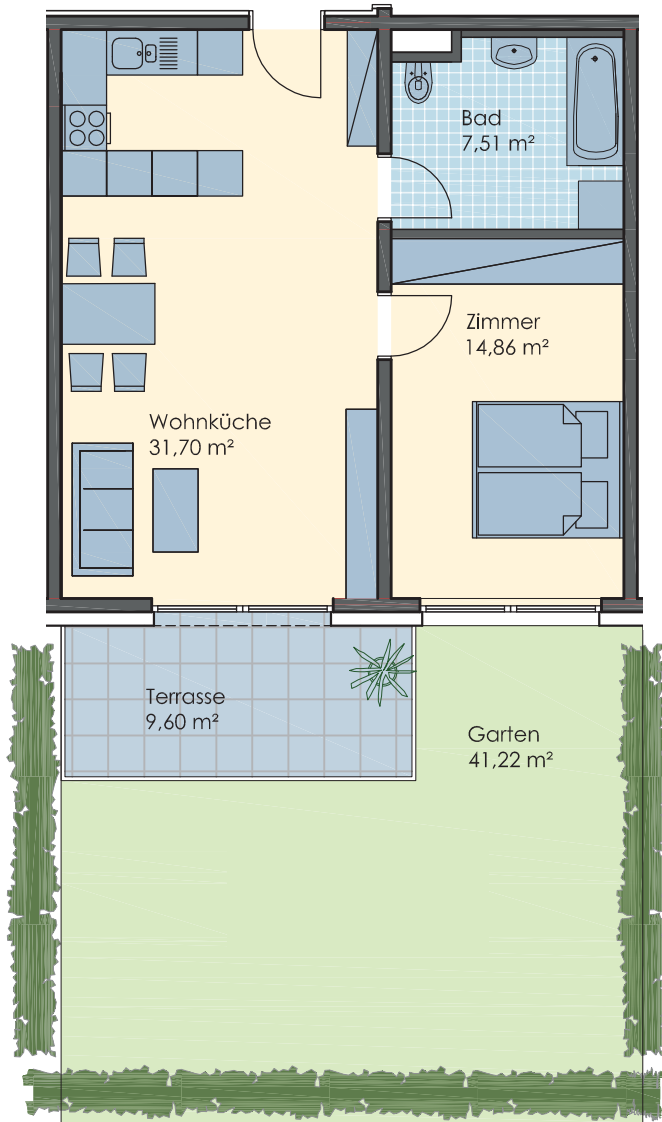 Bad
7,51 m²
Zimmer
14,86 m²
Wohnküche
31,70 m²
Terrasse
9,60 m²
Garten
41,22 m²